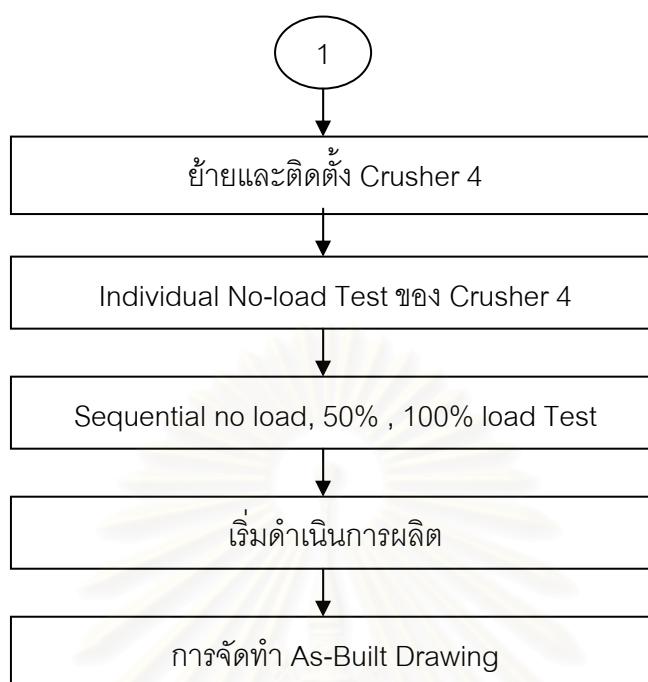 1
ย้ายและติดตั้ง Crusher 4
Individual No-load Test ของ Crusher 4
Sequential no load, 50% , 100% load Test
เริ่มดำเนินการผลิต
การจัดทำ As-Built Drawing